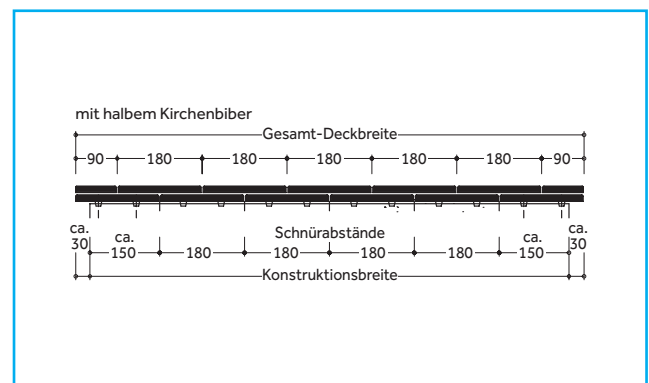 mit halbem Kirchenbiber
Gesamt-Deckbreite
90 180 180 180 180 180 90
Schnürabstände
ca. 30 ca. 150 180 180 180 180 ca. 150 ca. 30
Konstruktionsbreite